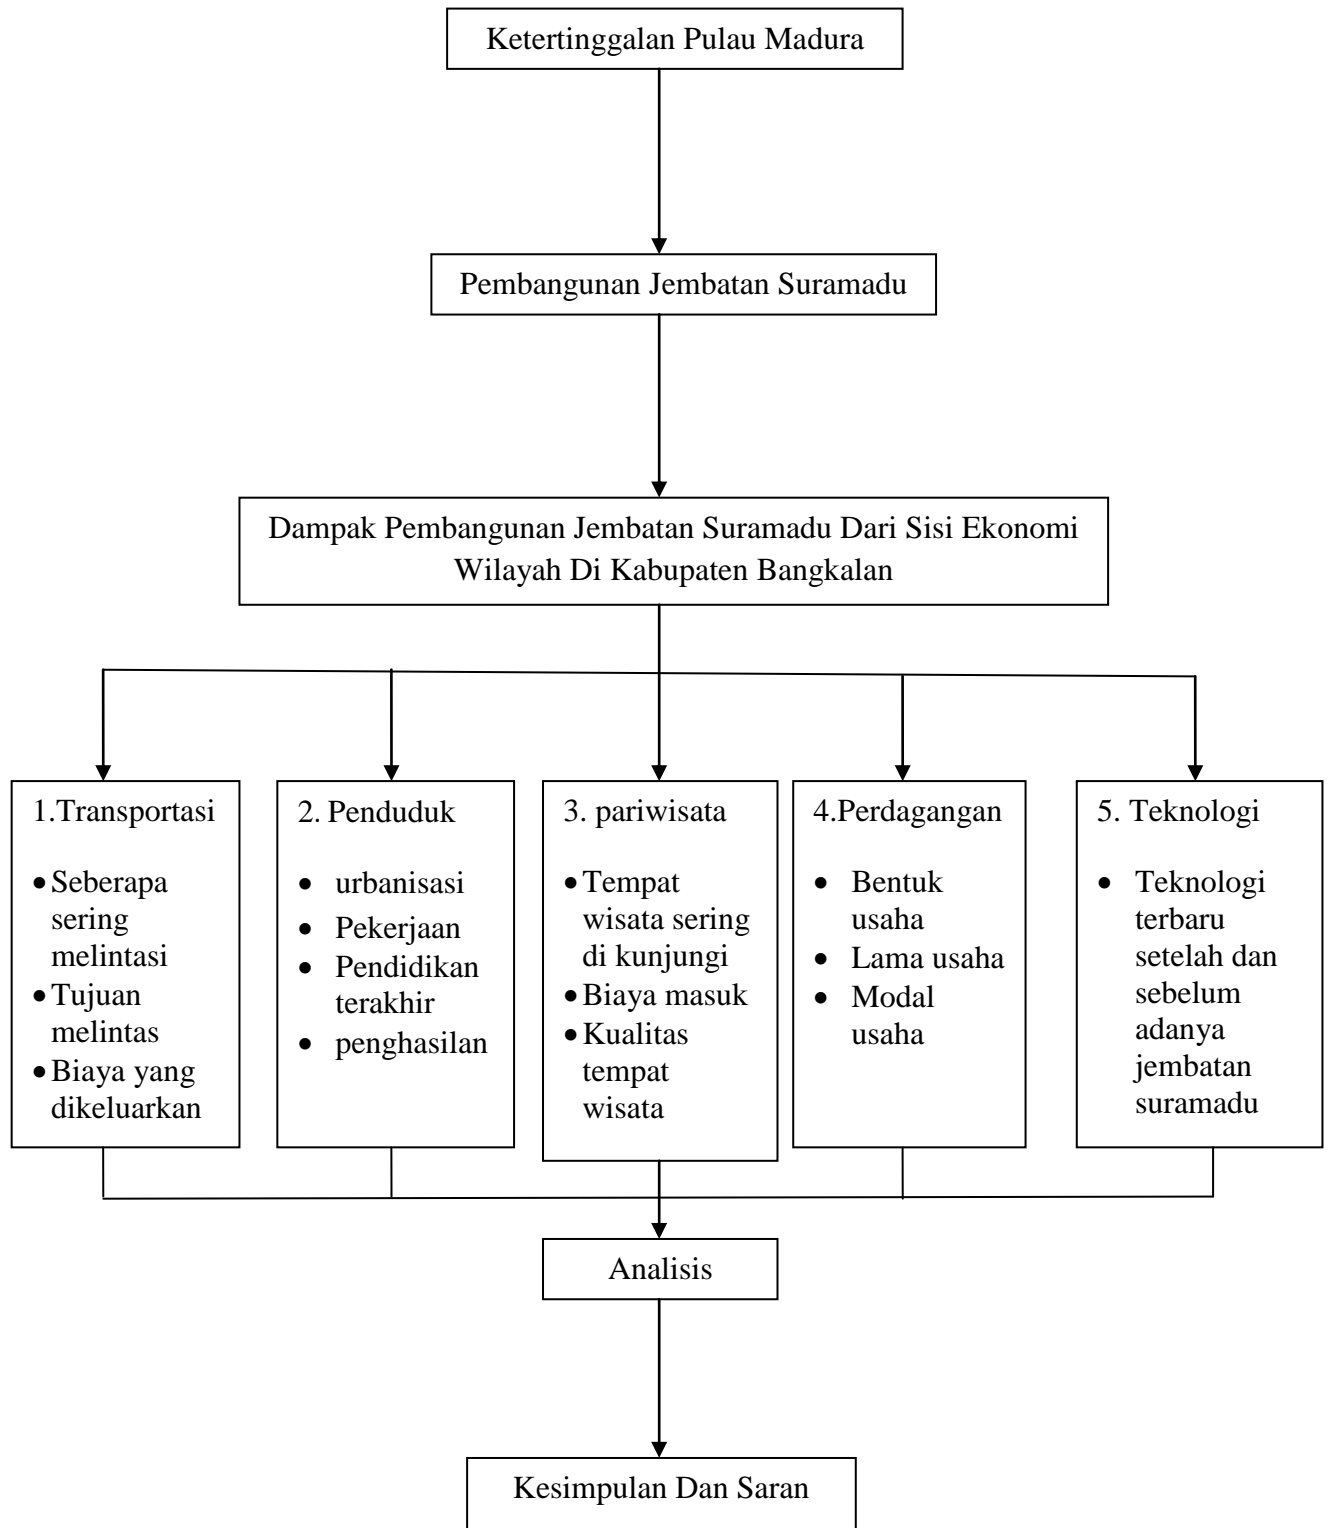 Ketertinggalan Pulau Madura
Pembangunan Jembatan Suramadu
Dampak Pembangunan Jembatan Suramadu Dari Sisi Ekonomi
Wilayah Di Kabupaten Bangkalan
1.Transportasi
• Seberapa
sering
melintasi
• Tujuan
melintas
• Biaya yang
dikeluarkan
2. Penduduk
• urbanisasi
• Pekerjaan
• Pendidikan
terakhir
• penghasilan
3. pariwisata
• Tempat
wisata sering
di kunjungi
• Biaya masuk
• Kualitas
tempat
wisata
4.Perdagangan
• Bentuk
usaha
• Lama usaha
• Modal
usaha
5. Teknologi
• Teknologi
terbaru
setelah dan
sebelum
adanya
jembatan
suramadu
Analisis
Kesimpulan Dan Saran